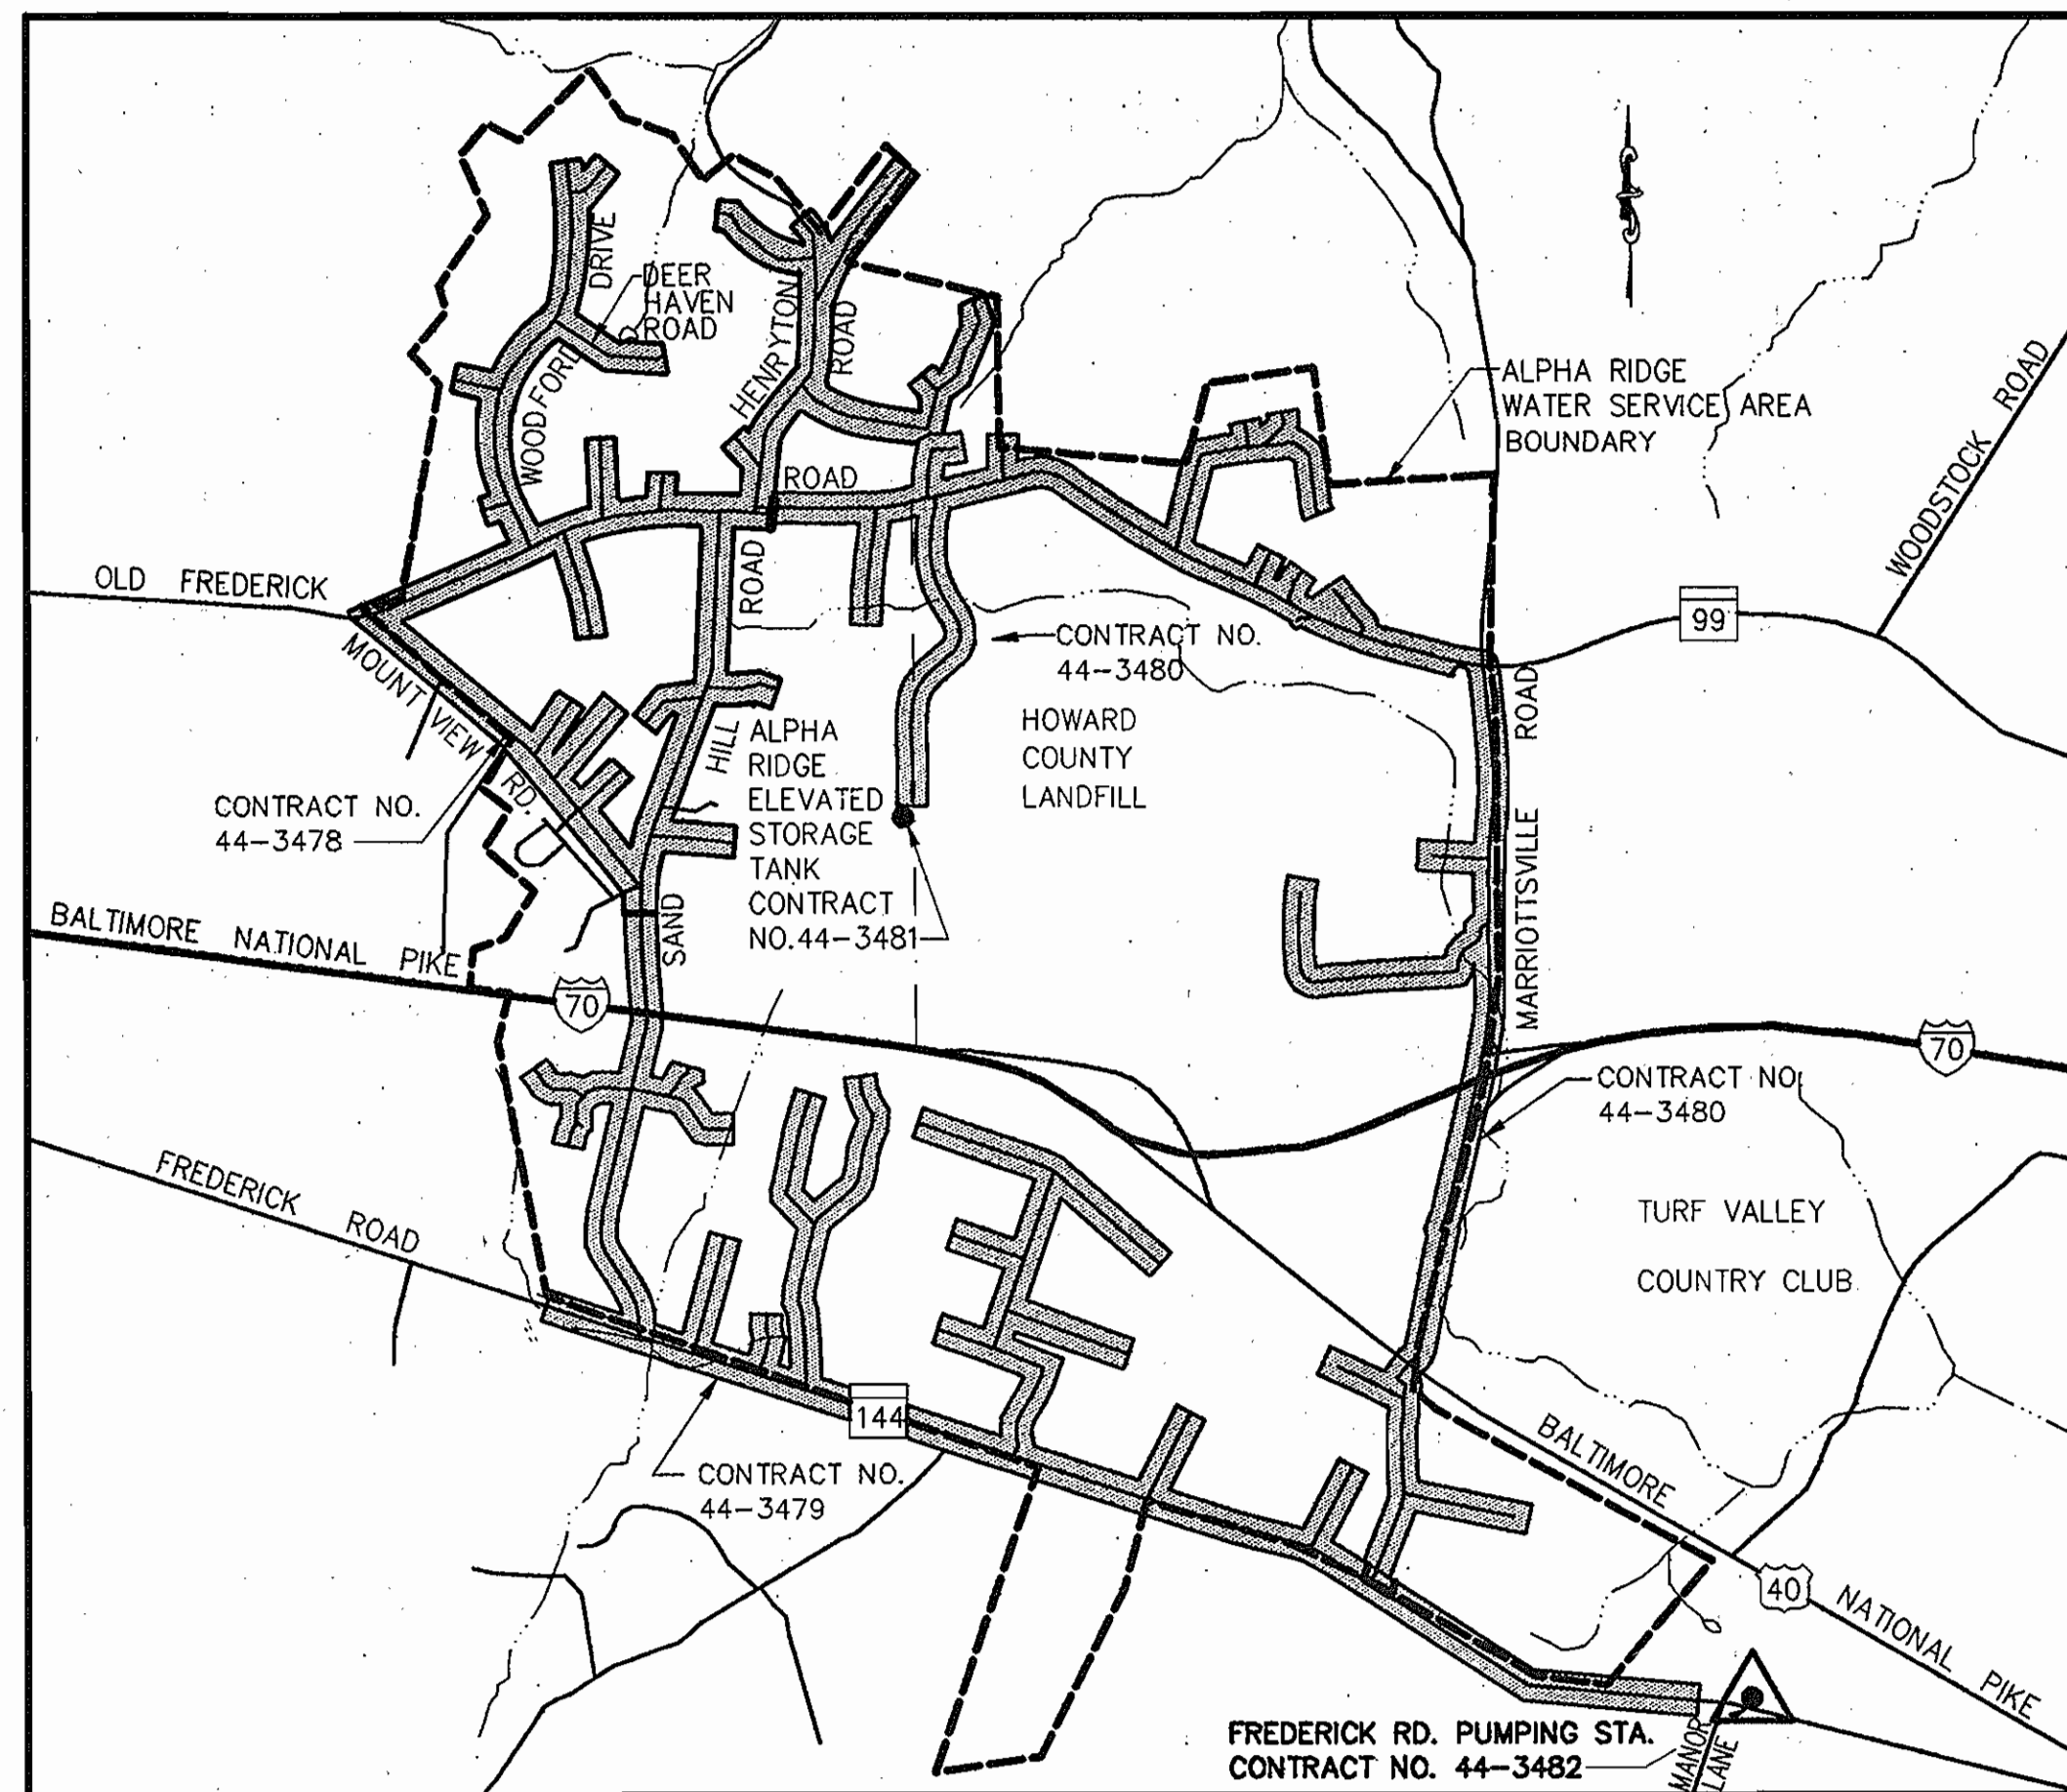 DRIVE
DEER
HAVEN
ROAD
WOODFORD
HENRYTON
ROAD
ROAD
ALPHA RIDGE
WATER SERVICE AREA
BOUNDARY
WOODSTOCK ROAD
OLD FREDERICK
99
MOUNT VIEW RD.
ROAD
HILL
SAND
CONTRACT NO.
44-3480
HOWARD
COUNTY
LANDFILL
ALPHA
RIDGE
ELEVATED
STORAGE
TANK
CONTRACT
NO.44-3481
CONTRACT NO.
44-3478
MARRIOTTSVILLE ROAD
BALTIMORE NATIONAL PIKE
70
70
CONTRACT NO.
44-3480
TURF VALLEY
COUNTRY CLUB
FREDERICK ROAD
144
CONTRACT NO.
44-3479
BALTIMORE
40
NATIONAL PIKE
FREDERICK RD. PUMPING STA.
CONTRACT NO. 44-3482
MANOR
LANE